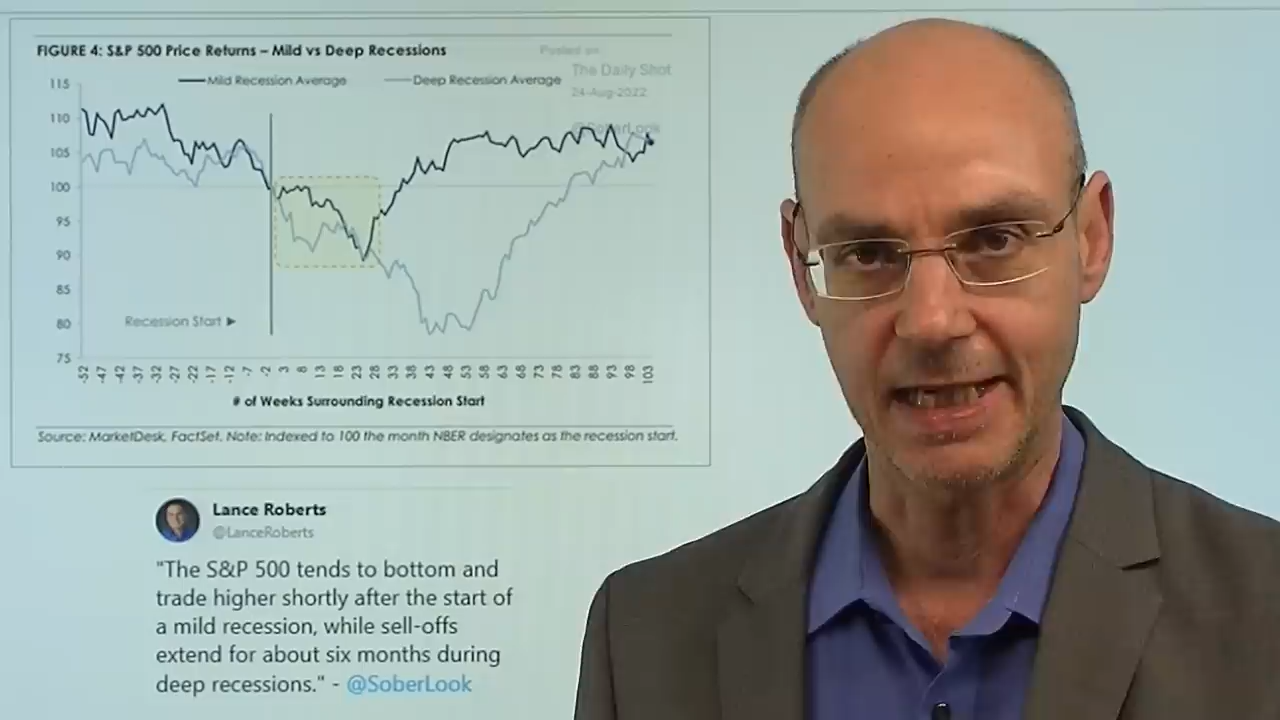 FIGURE 4: S&P 500 Price Returns – Mild vs Deep Recessions
Posted on
The Daily Shot
24-Aug-2022
@SoberLook
Mild Recession Average
Deep Recession Average
115
110
105
100
95
90
85
80
75
Recession Start ►
-52 -47 -42 -37 -32 -27 -22 -17 -12 -7 -2 3 8 13 18 23 28 33 38 43 48 53 58 63 68 73 78 83 88 93 98 103
# of Weeks Surrounding Recession Start
Source: MarketDesk, FactSet. Note: Indexed to 100 the month NBER designates as the recession start.
Lance Roberts
@LanceRoberts
"The S&P 500 tends to bottom and
trade higher shortly after the start of
a mild recession, while sell-offs
extend for about six months during
deep recessions." - @SoberLook